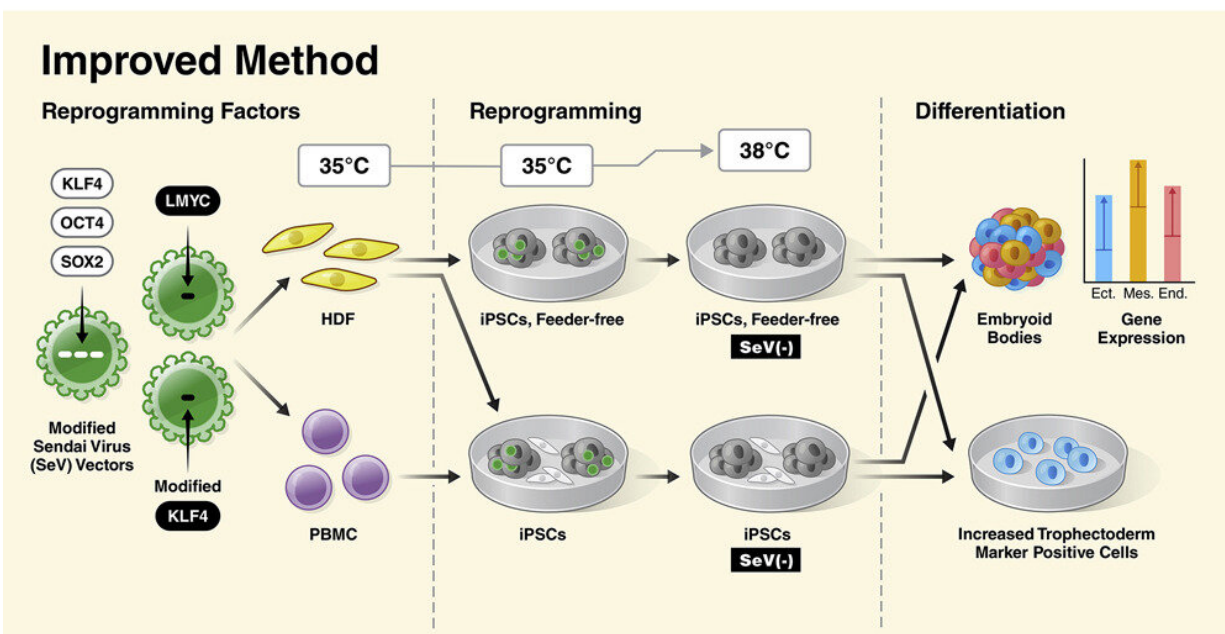 Improved Method
Reprogramming Factors
Reprogramming
Differentiation
35°C
35°C
38°C
KLF4
OCT4
SOX2
LMYC
Modified
Sendai Virus
(SeV) Vectors
Modified
KLF4
HDF
PBMC
iPSCs, Feeder-free
iPSCs, Feeder-free
SeV(-)
iPSCs
iPSCs
SeV(-)
Embryoid
Bodies
Ect. Mes. End.
Gene
Expression
Increased Trophectoderm
Marker Positive Cells